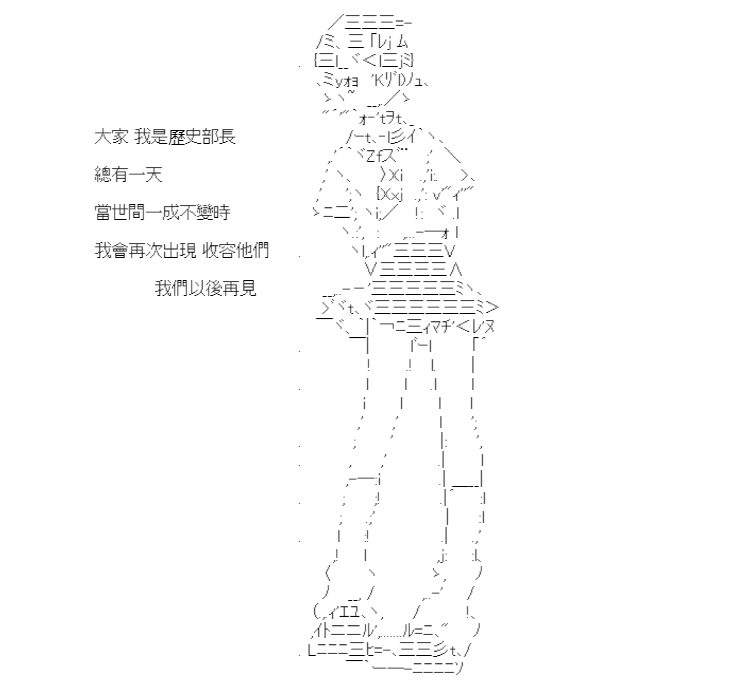 大家 我是歷史部長
總有一天
當世間一成不變時
我會再次出現 收容他們
我們以後再見